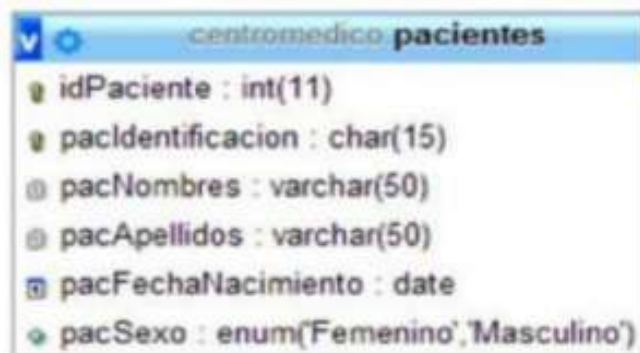 v centromedico pacientes
idPaciente : int(11)
pacIdentificacion : char(15)
pacNombres : varchar(50)
pacApellidos : varchar(50)
pacFechaNacimiento : date
pacSexo : enum('Femenino','Masculino')